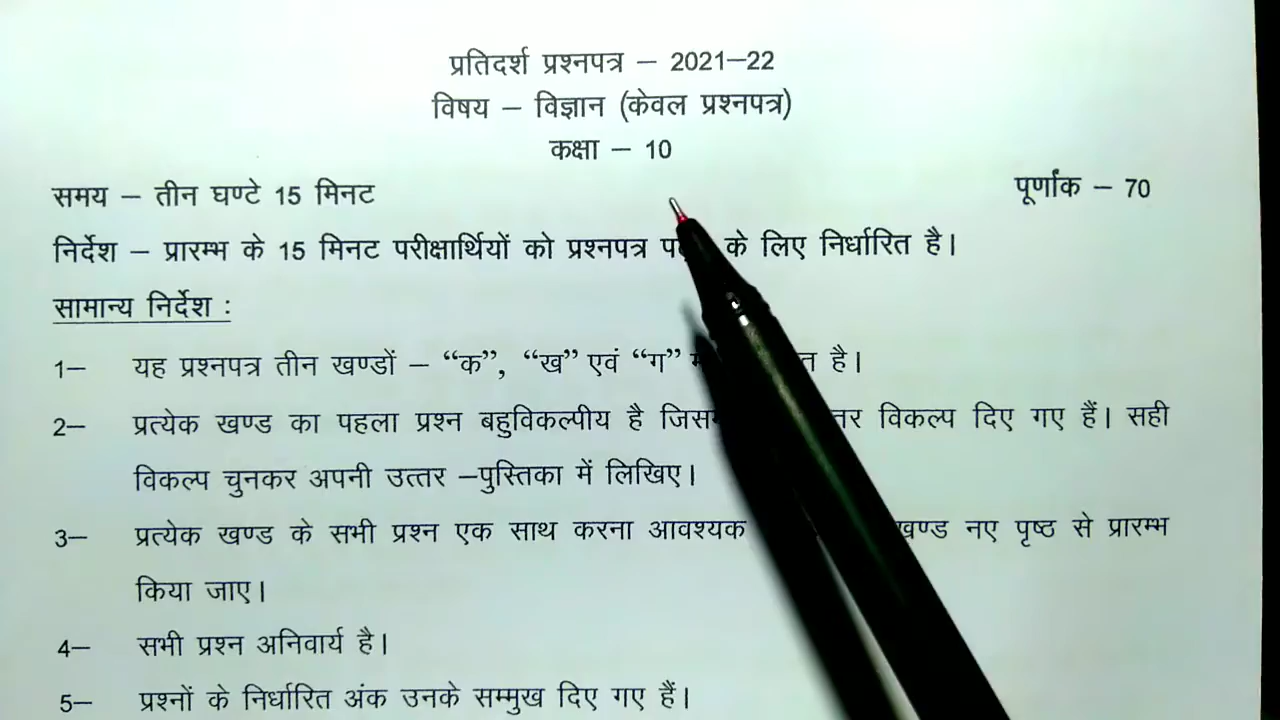 प्रतिदर्श प्रश्नपत्र – 2021–22
विषय – विज्ञान (केवल प्रश्नपत्र)
कक्षा – 10
समय – तीन घण्टे 15 मिनट पूर्णांक – 70
निर्देश – प्रारम्भ के 15 मिनट परीक्षार्थियों को प्रश्नपत्र के लिए निर्धारित है।
सामान्य निर्देश :
1– यह प्रश्नपत्र तीन खण्डों – “क”, “ख” एवं “ग” है।
2– प्रत्येक खण्ड का पहला प्रश्न बहुविकल्पीय है विकल्प दिए गए हैं। सही
विकल्प चुनकर अपनी उत्तर –पुस्तिका में लिखिए।
3– प्रत्येक खण्ड के सभी प्रश्न एक साथ करना आवश्यक खण्ड नए पृष्ठ से प्रारम्भ
किया जाए।
4– सभी प्रश्न अनिवार्य है।
5– प्रश्नों के निर्धारित अंक उनके सम्मुख दिए गए हैं।